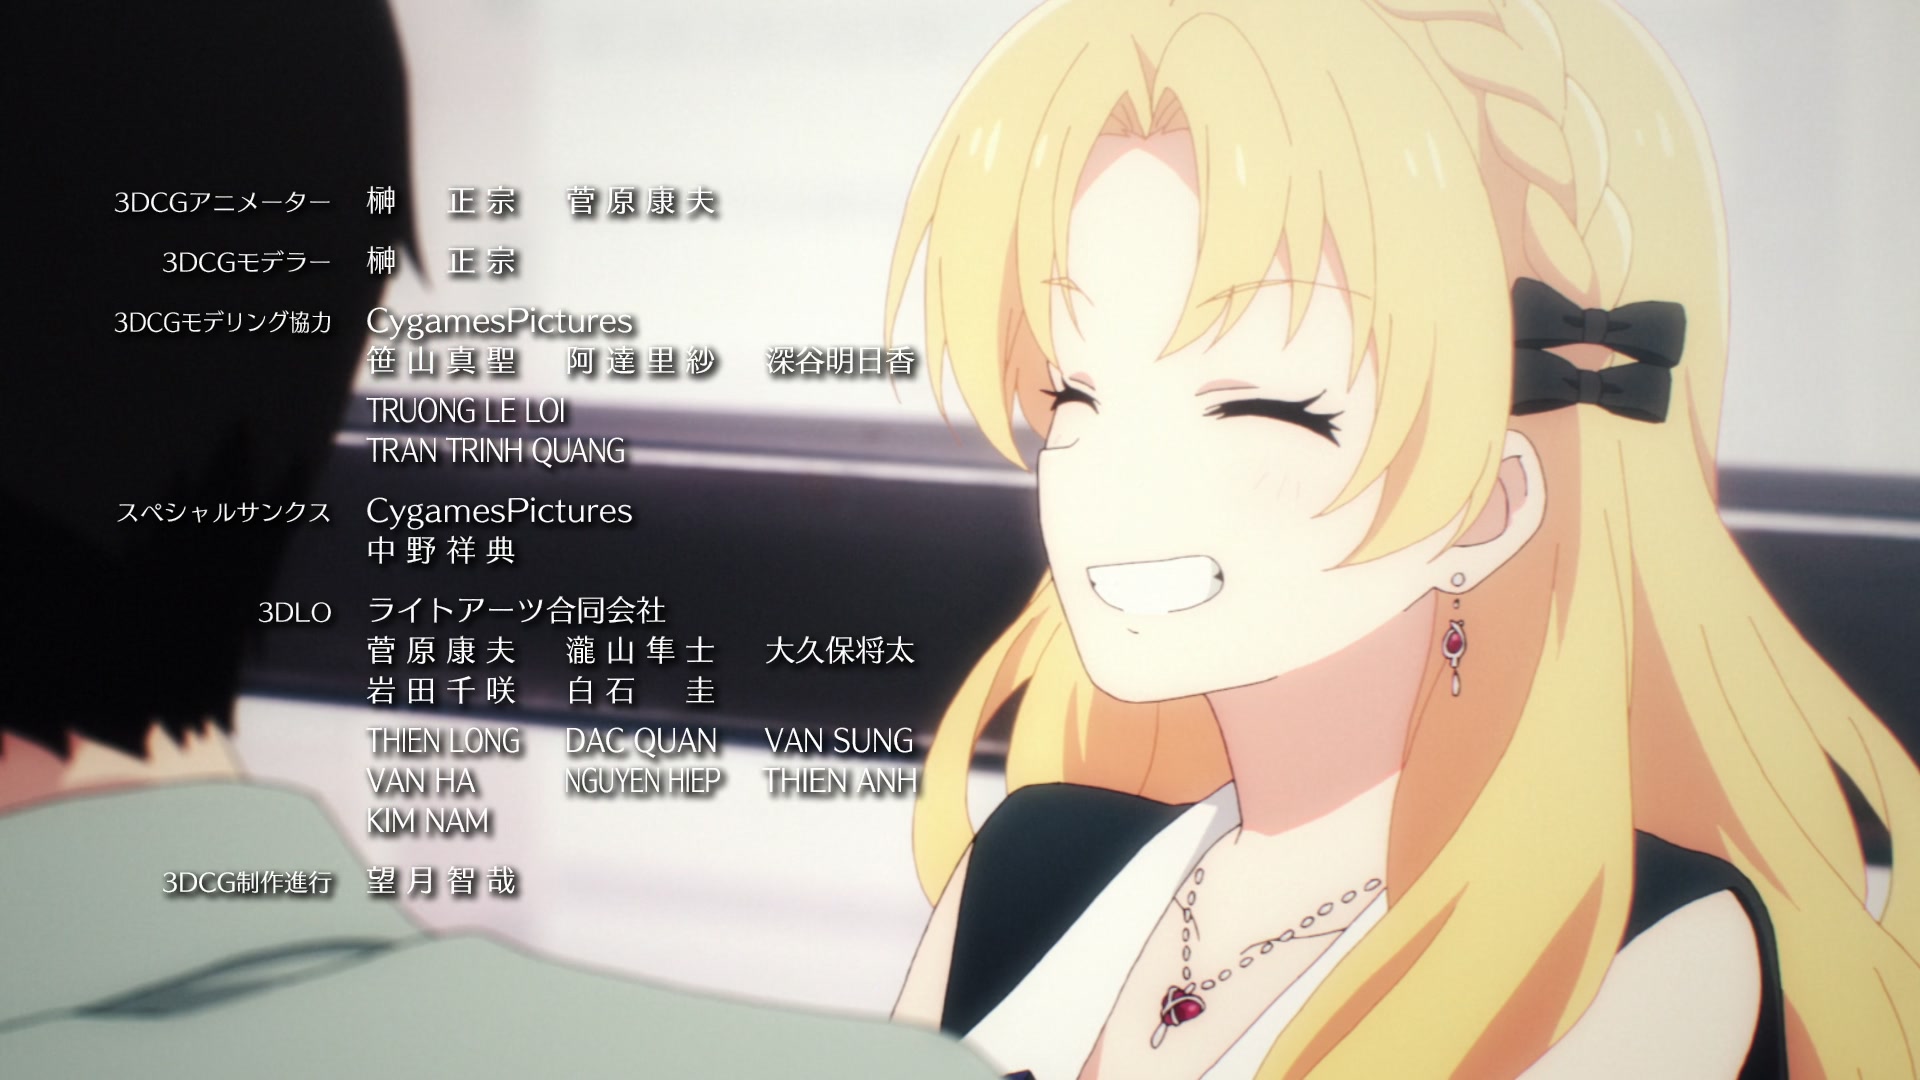 3DCGアニメーター 榊 正宗 菅原康夫
3DCGモデラー 榊 正宗
3DCGモデリング協力 CygamesPictures
笹山真聖 阿達里紗 深谷明日香
TRUONG LE LOI
TRAN TRINH QUANG
スペシャルサンクス CygamesPictures
中野祥典
3DLO ライトアーツ合同会社
菅原康夫 瀧山隼士 大久保将太
岩田千咲 白石 圭
THIEN LONG DAC QUAN VAN SUNG
VAN HA NGUYEN HIEP THIEN ANH
KIM NAM
3DCG制作進行 望月智哉